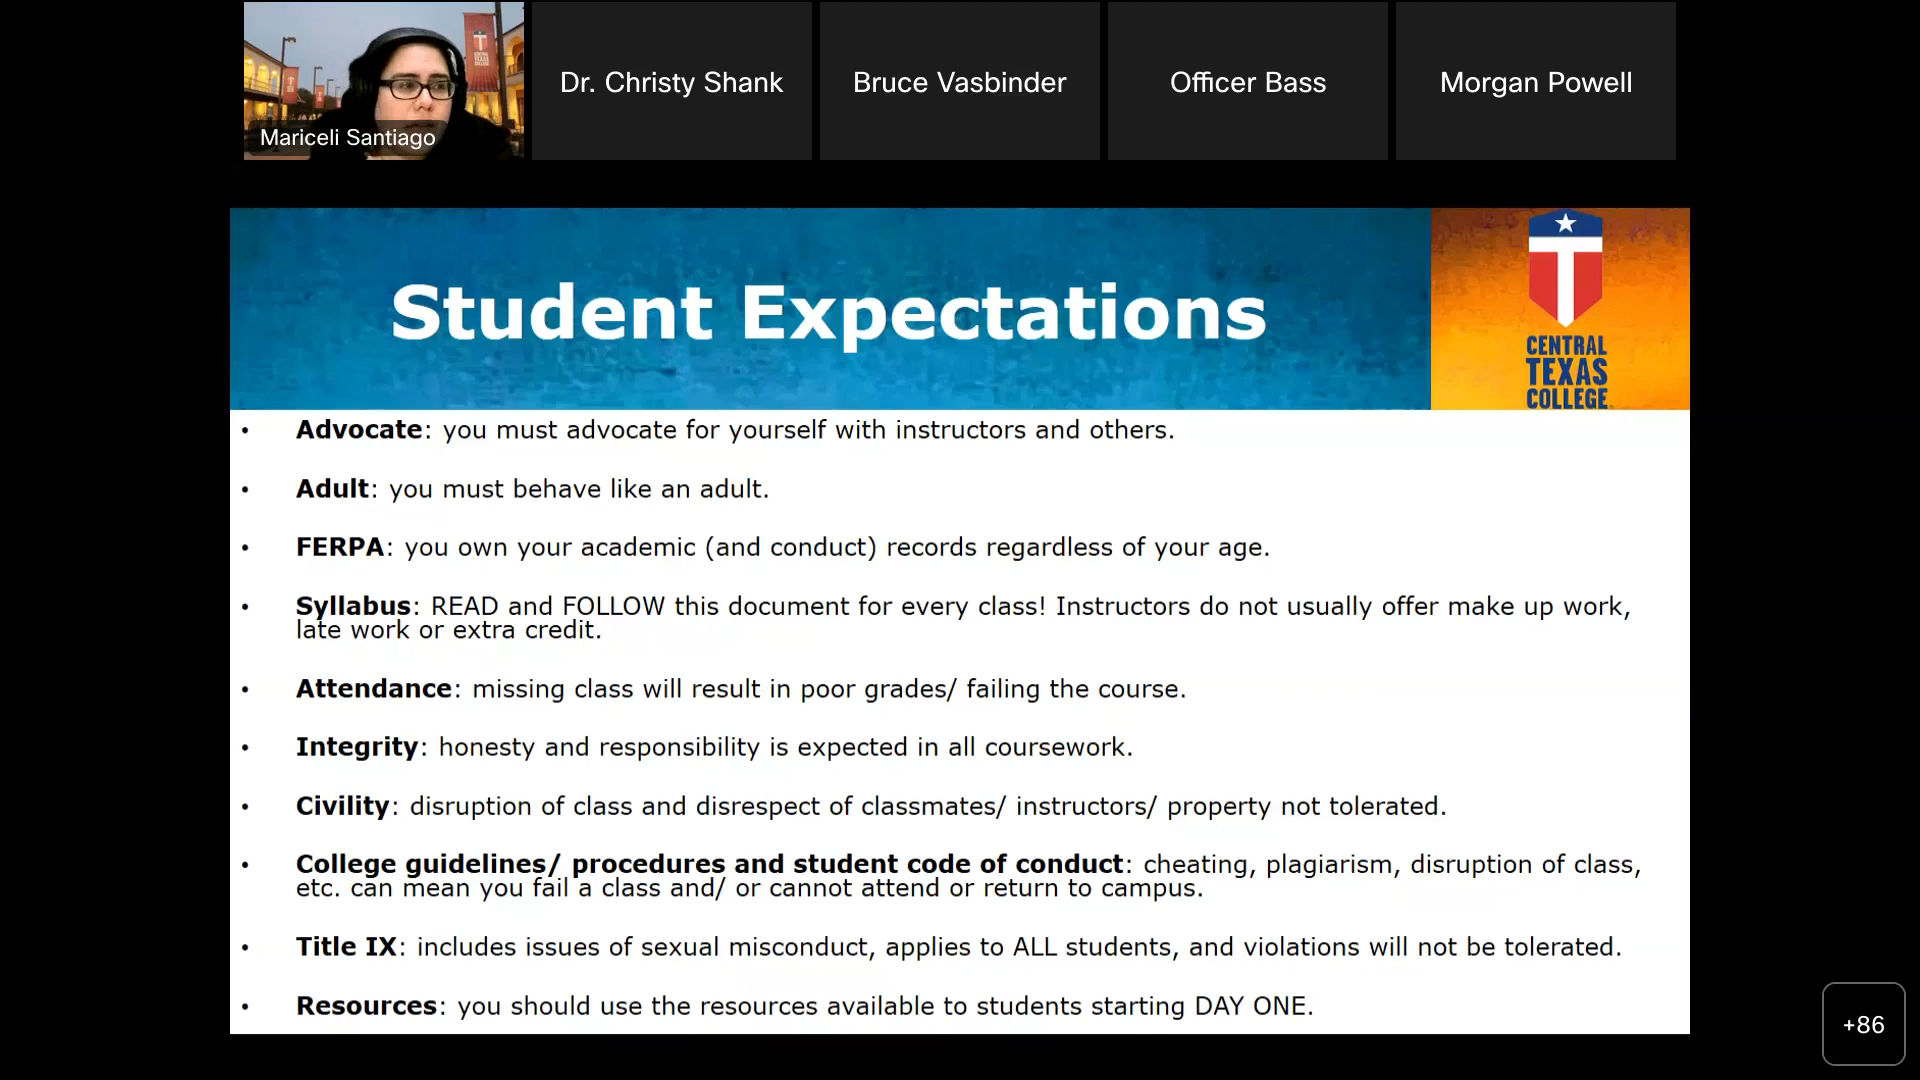 Mariceli Santiago
Dr. Christy Shank
Bruce Vasbinder
Officer Bass
Morgan Powell
Student Expectations
CENTRAL
TEXAS
COLLEGE
• Advocate: you must advocate for yourself with instructors and others.
• Adult: you must behave like an adult.
• FERPA: you own your academic (and conduct) records regardless of your age.
• Syllabus: READ and FOLLOW this document for every class! Instructors do not usually offer make up work,
late work or extra credit.
• Attendance: missing class will result in poor grades/ failing the course.
• Integrity: honesty and responsibility is expected in all coursework.
• Civility: disruption of class and disrespect of classmates/ instructors/ property not tolerated.
• College guidelines/ procedures and student code of conduct: cheating, plagiarism, disruption of class,
etc. can mean you fail a class and/ or cannot attend or return to campus.
• Title IX: includes issues of sexual misconduct, applies to ALL students, and violations will not be tolerated.
• Resources: you should use the resources available to students starting DAY ONE.
+86